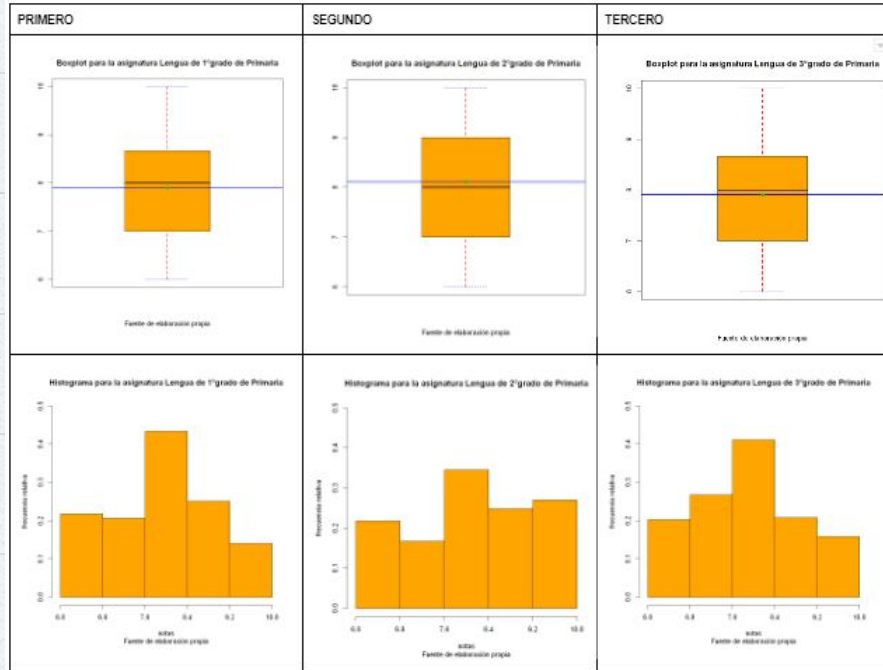 PRIMERO
SEGUNDO
TERCERO
Boxplot para la asignatura Lengua de 1°grado de Primaria
10
9
8
7
6
Fuente de elaboración propia
Boxplot para la asignatura Lengua de 2°grado de Primaria
10
9
8
7
6
Fuente de elaboración propia
Boxplot para la asignatura Lengua de 3°grado de Primaria
10
9
8
7
6
Fuente de elaboración propia
Histograma para la asignatura Lengua de 1°grado de Primaria
frecuencia relativa
0.5
0.4
0.3
0.2
0.1
0.0
6.0 6.8 7.6 8.4 9.2 10.0
notas
Fuente de elaboración propia
Histograma para la asignatura Lengua de 2°grado de Primaria
frecuencia relativa
0.5
0.4
0.3
0.2
0.1
0.0
6.0 6.8 7.6 8.4 9.2 10.0
notas
Fuente de elaboración propia
Histograma para la asignatura Lengua de 3°grado de Primaria
frecuencia relativa
0.5
0.4
0.3
0.2
0.1
0.0
6.0 6.8 7.6 8.4 9.2 10.0
notas
Fuente de elaboración propia